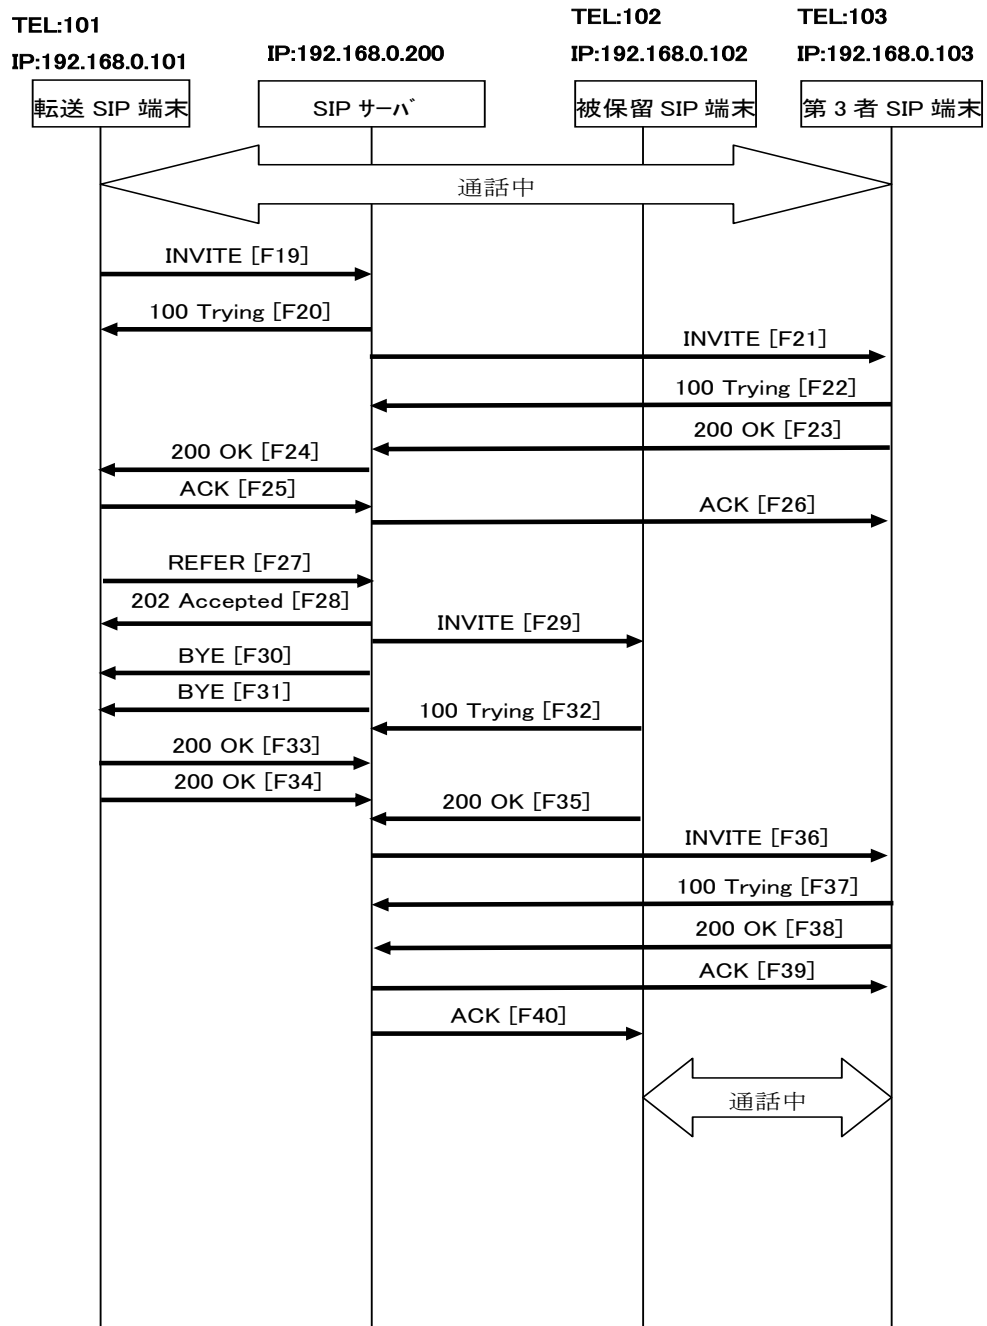 TEL:101
IP:192.168.0.101
IP:192.168.0.200
TEL:102
IP:192.168.0.102
TEL:103
IP:192.168.0.103
転送 SIP 端末
SIP サーバ
被保留 SIP 端末
第 3 者 SIP 端末
通話中
INVITE [F19]
100 Trying [F20]
INVITE [F21]
100 Trying [F22]
200 OK [F23]
200 OK [F24]
ACK [F25]
ACK [F26]
REFER [F27]
202 Accepted [F28]
INVITE [F29]
BYE [F30]
BYE [F31]
100 Trying [F32]
200 OK [F33]
200 OK [F34]
200 OK [F35]
INVITE [F36]
100 Trying [F37]
200 OK [F38]
ACK [F39]
ACK [F40]
通話中